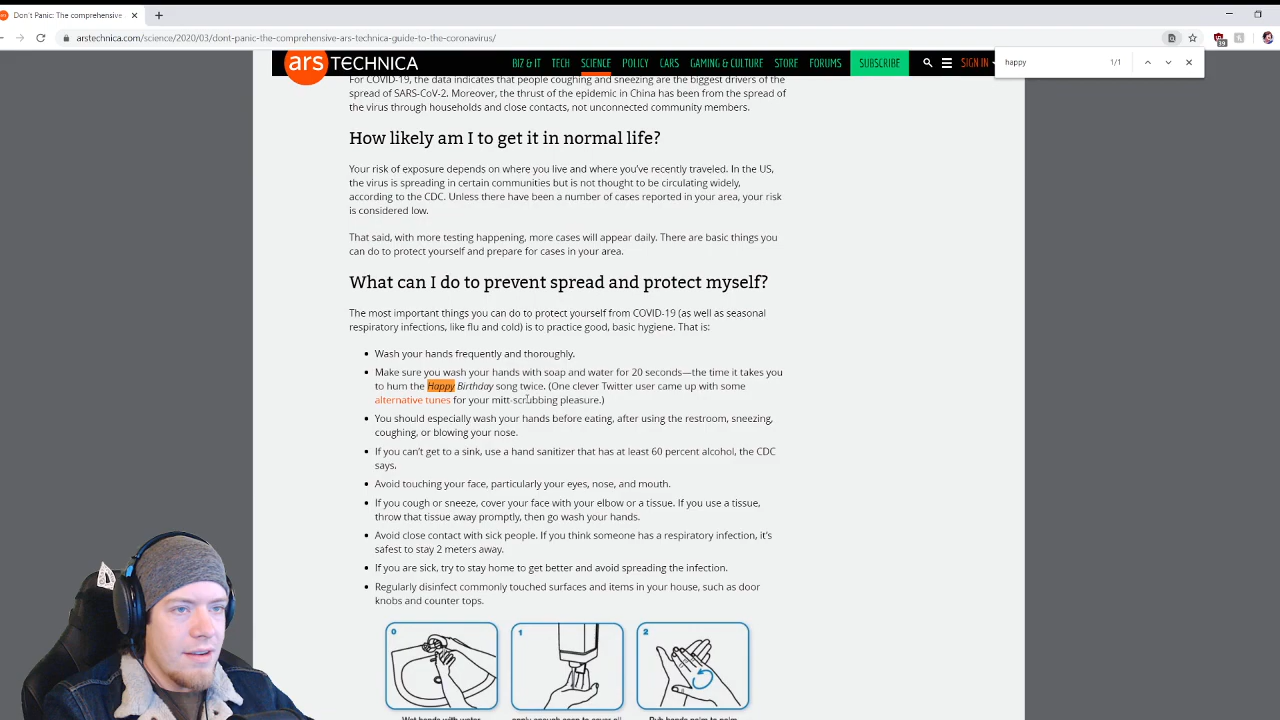 Don't Panic: The comprehensive
arstechnica.com/science/2020/03/dont-panic-the-comprehensive-ars-technica-guide-to-the-coronavirus/
39
ars TECHNICA
BIZ & IT TECH SCIENCE POLICY CARS GAMING & CULTURE STORE FORUMS SUBSCRIBE SIGN IN
happy 1/1
For COVID-19, the data indicates that people coughing and sneezing are the biggest drivers of the
spread of SARS-CoV-2. Moreover, the thrust of the epidemic in China has been from the spread of
the virus through households and close contacts, not unconnected community members.
How likely am I to get it in normal life?
Your risk of exposure depends on where you live and where you've recently traveled. In the US,
the virus is spreading in certain communities but is not thought to be circulating widely,
according to the CDC. Unless there have been a number of cases reported in your area, your risk
is considered low.
That said, with more testing happening, more cases will appear daily. There are basic things you
can do to protect yourself and prepare for cases in your area.
What can I do to prevent spread and protect myself?
The most important things you can do to protect yourself from COVID-19 (as well as seasonal
respiratory infections, like flu and cold) is to practice good, basic hygiene. That is:
Wash your hands frequently and thoroughly.
Make sure you wash your hands with soap and water for 20 seconds—the time it takes you
to hum the Happy Birthday song twice. (One clever Twitter user came up with some
alternative tunes for your mitt-scrubbing pleasure.)
You should especially wash your hands before eating, after using the restroom, sneezing,
coughing, or blowing your nose.
If you can't get to a sink, use a hand sanitizer that has at least 60 percent alcohol, the CDC
says.
Avoid touching your face, particularly your eyes, nose, and mouth.
If you cough or sneeze, cover your face with your elbow or a tissue. If you use a tissue,
throw that tissue away promptly, then go wash your hands.
Avoid close contact with sick people. If you think someone has a respiratory infection, it's
safest to stay 2 meters away.
If you are sick, try to stay home to get better and avoid spreading the infection.
Regularly disinfect commonly touched surfaces and items in your house, such as door
knobs and counter tops.
0 1 2
Wet hands with water